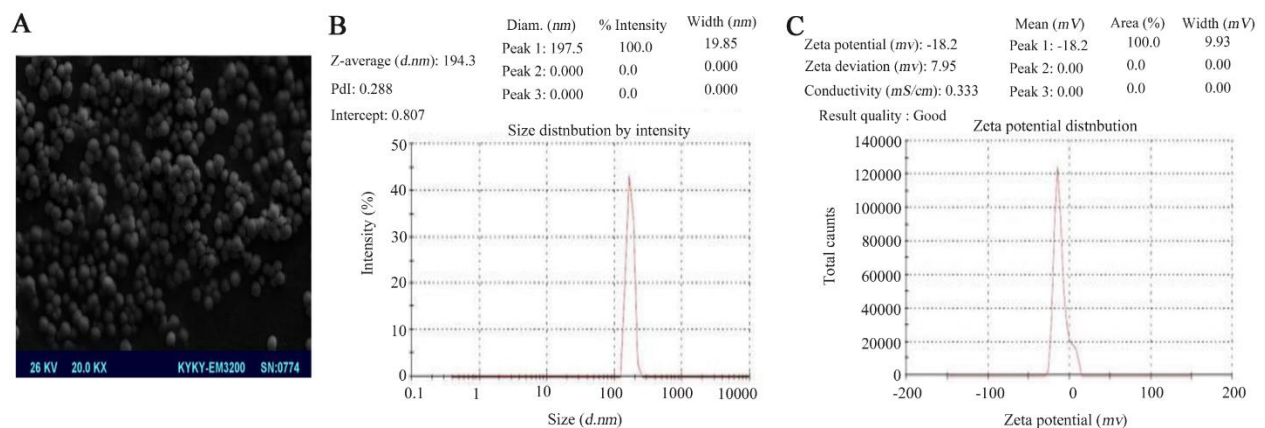 A
26 KV 20.0 KX KYKY-EM3200 SN:0774
B
Diam. (nm) % Intensity Width (nm)
Z-average (d.nm): 194.3
PdI: 0.288
Intercept: 0.807
Peak 1: 197.5 100.0 19.85
Peak 2: 0.000 0.0 0.000
Peak 3: 0.000 0.0 0.000
Size distnbution by intensity
50
40
30
20
10
0
Intensity (%)
0.1 1 10 100 1000 10000
Size (d.nm)
C
Mean (mV) Area (%) Width (mV)
Zeta potential (mv): -18.2
Zeta deviation (mv): 7.95
Conductivity (mS/cm): 0.333
Result quality : Good
Peak 1: -18.2 100.0 9.93
Peak 2: 0.00 0.0 0.00
Peak 3: 0.00 0.0 0.00
Zeta potential distnbution
140000
120000
100000
80000
60000
40000
20000
0
Total counts
-200 -100 0 100 200
Zeta potential (mv)